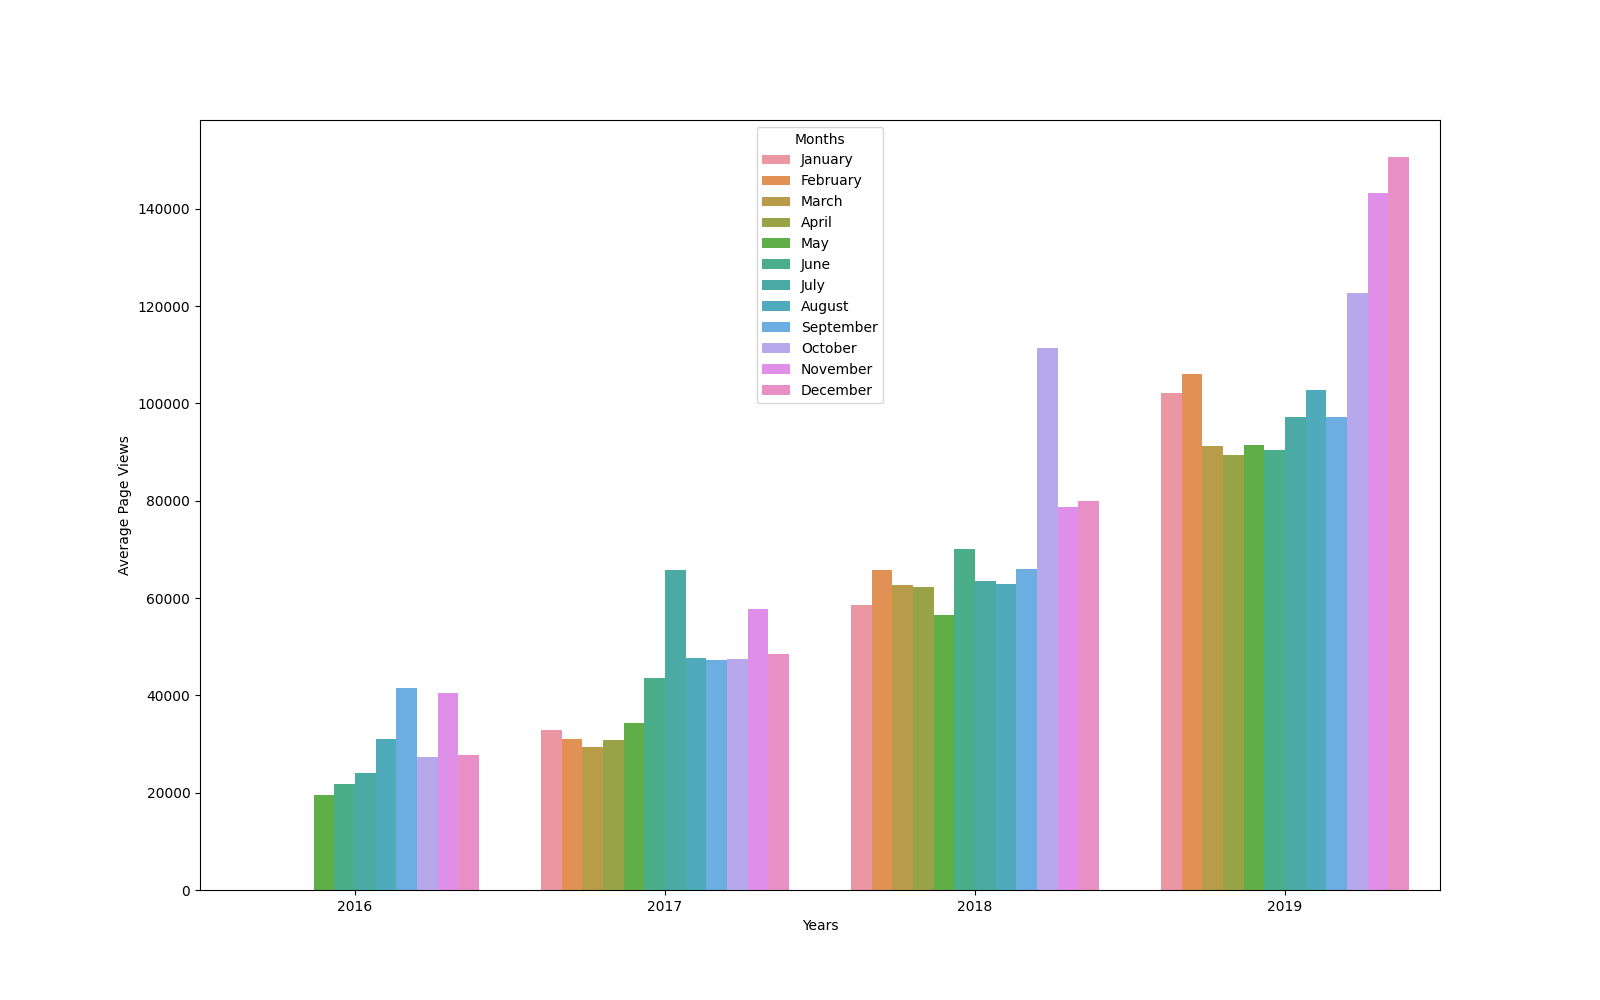 Months
January
February
March
April
May
June
July
August
September
October
November
December
140000
120000
100000
80000
60000
40000
20000
0
Average Page Views
2016 2017 2018 2019
Years